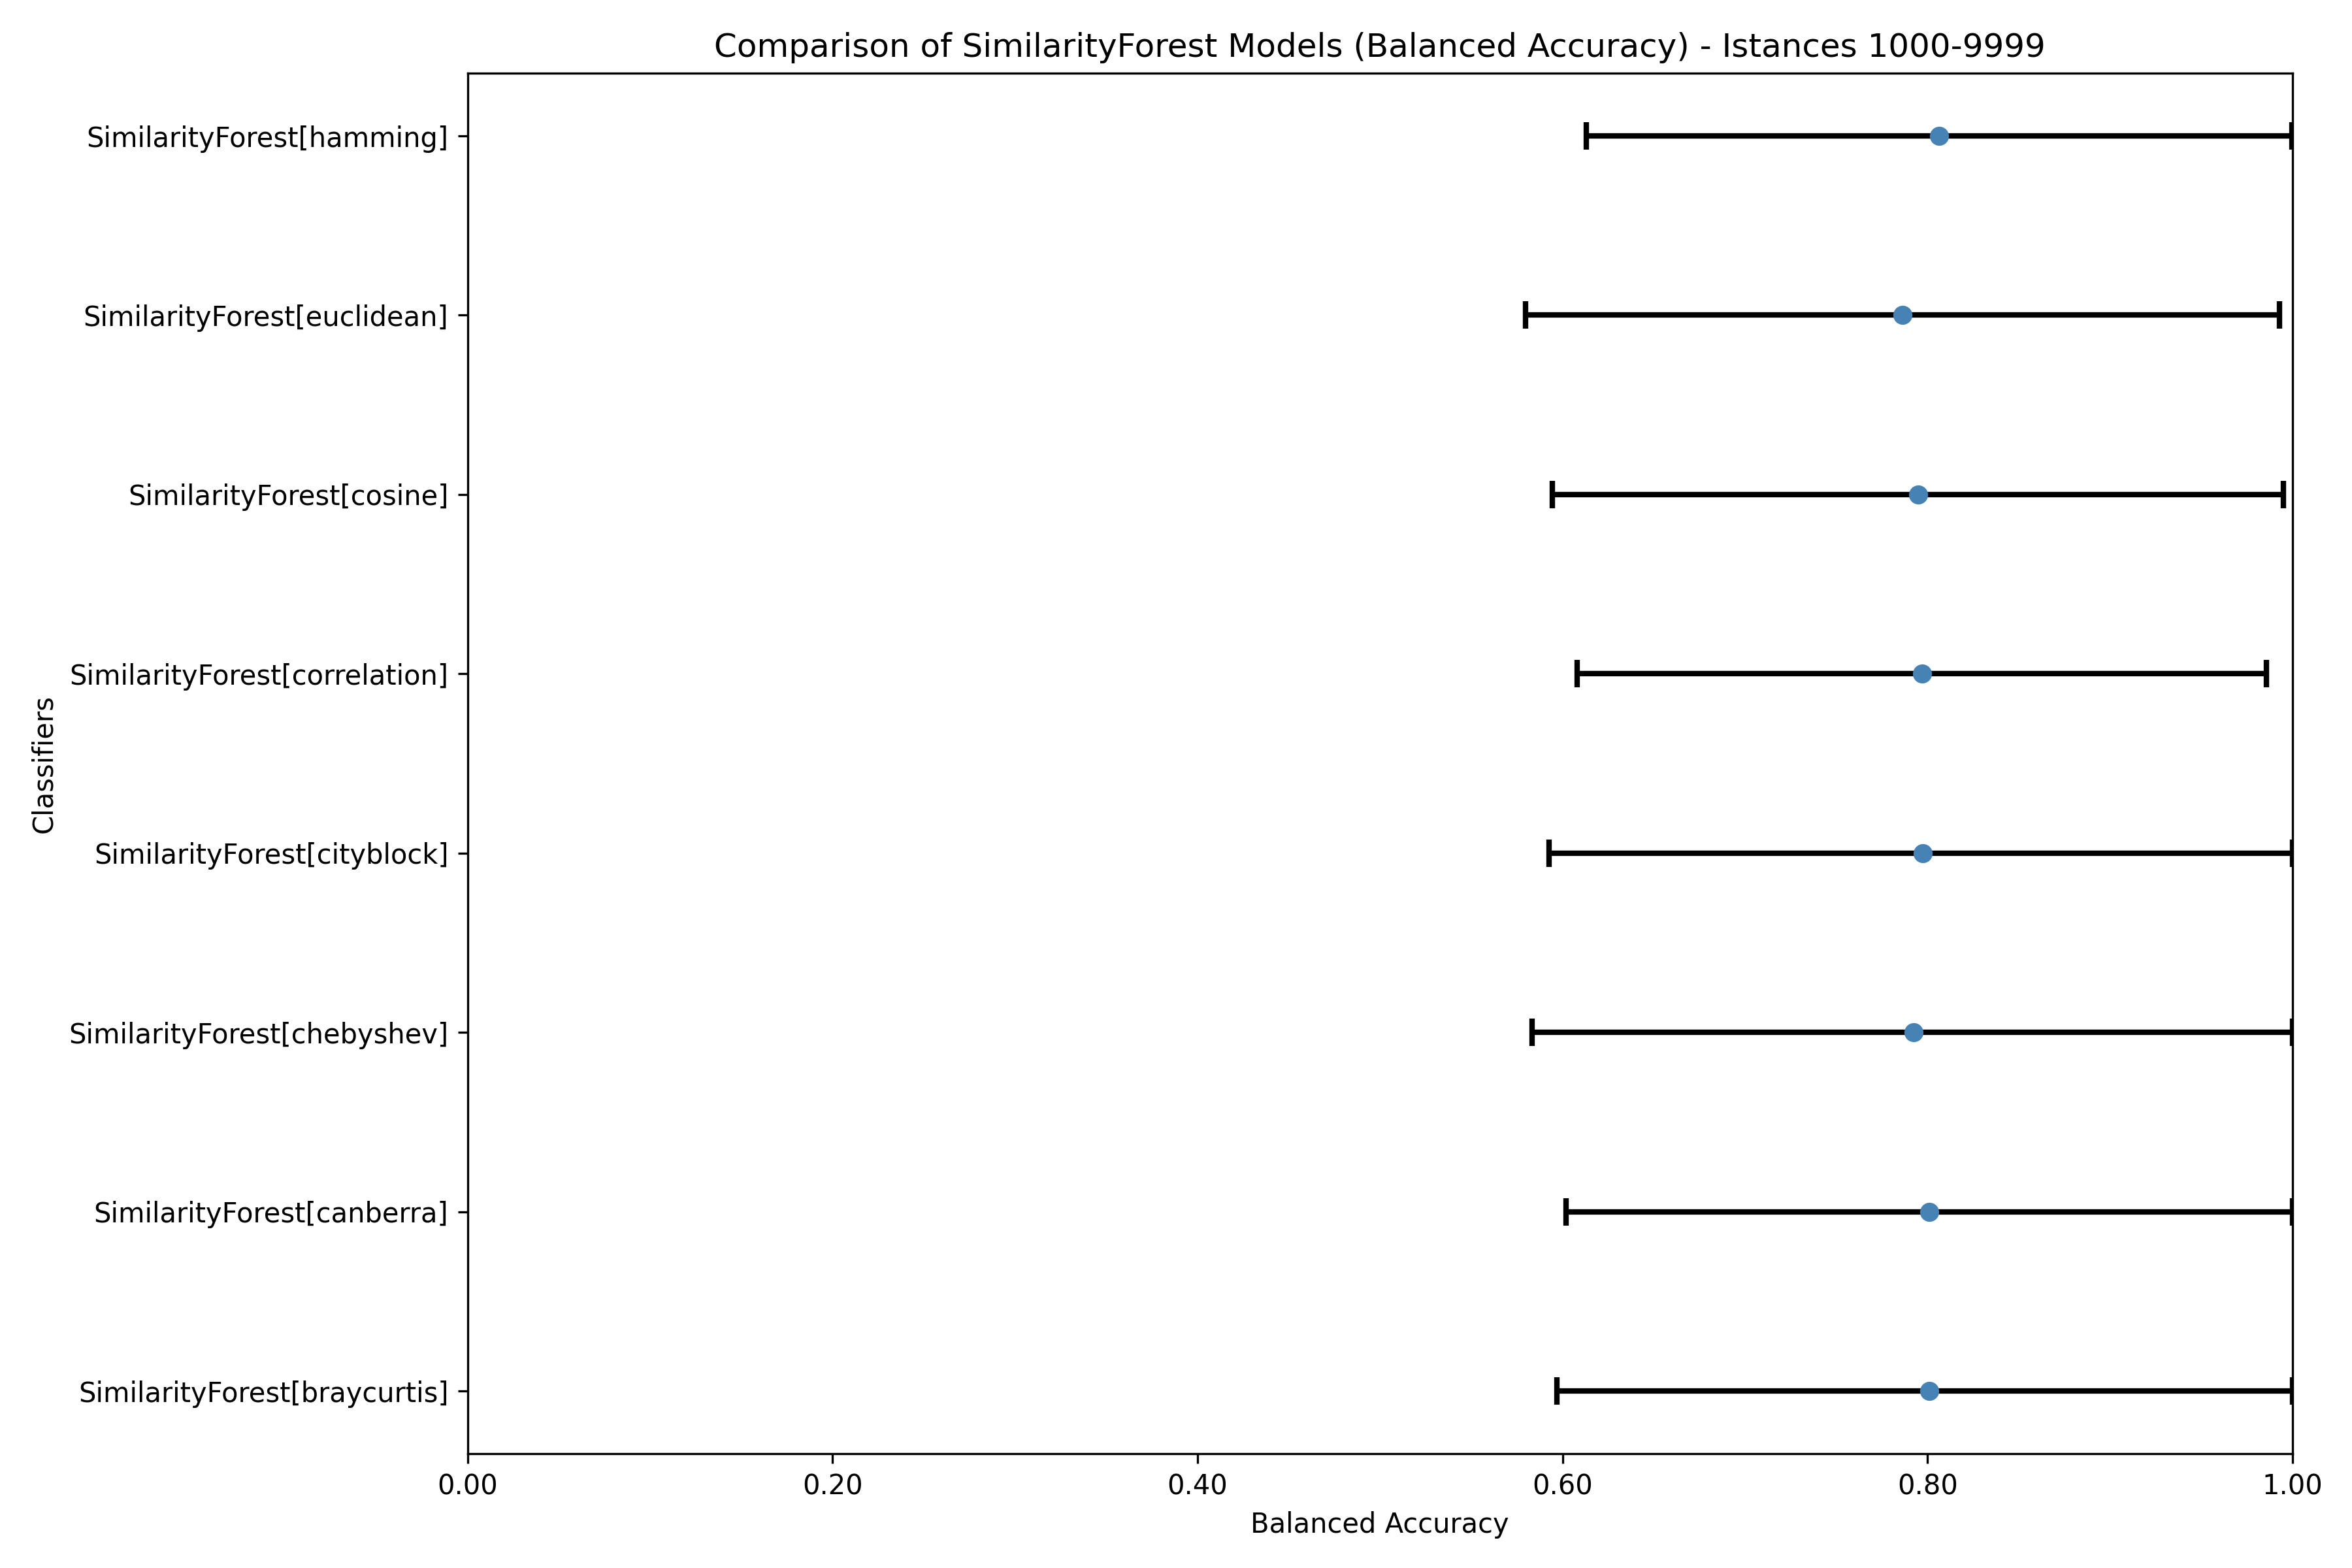 Comparison of SimilarityForest Models (Balanced Accuracy) - Istances 1000-9999
SimilarityForest[hamming]
SimilarityForest[euclidean]
SimilarityForest[cosine]
SimilarityForest[correlation]
SimilarityForest[cityblock]
SimilarityForest[chebyshev]
SimilarityForest[canberra]
SimilarityForest[braycurtis]
Classifiers
0.00 0.20 0.40 0.60 0.80 1.00
Balanced Accuracy